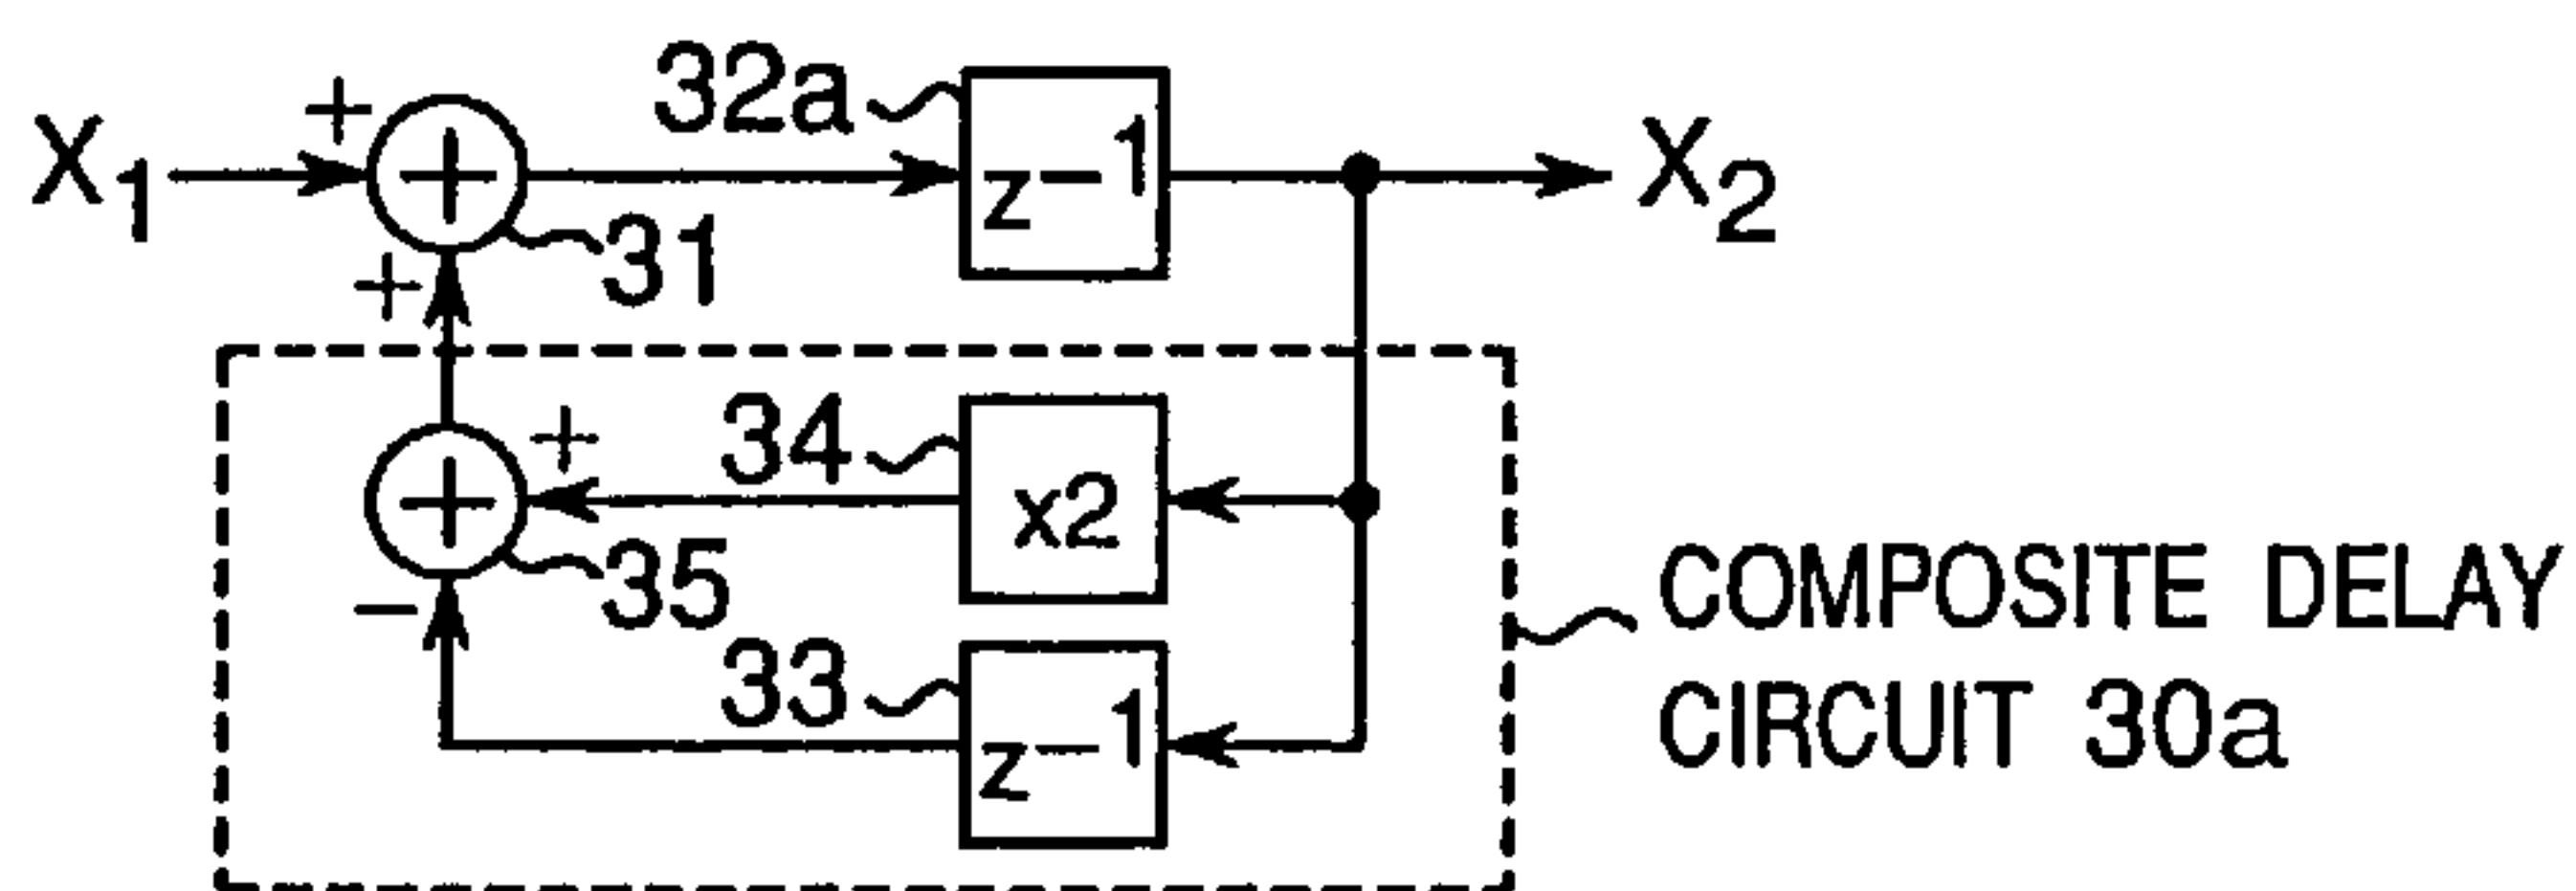 32a
X1
+
+
z−1
X2
31
+
34
+
+
x2
35
−
33
z−1
COMPOSITE DELAY
CIRCUIT 30a